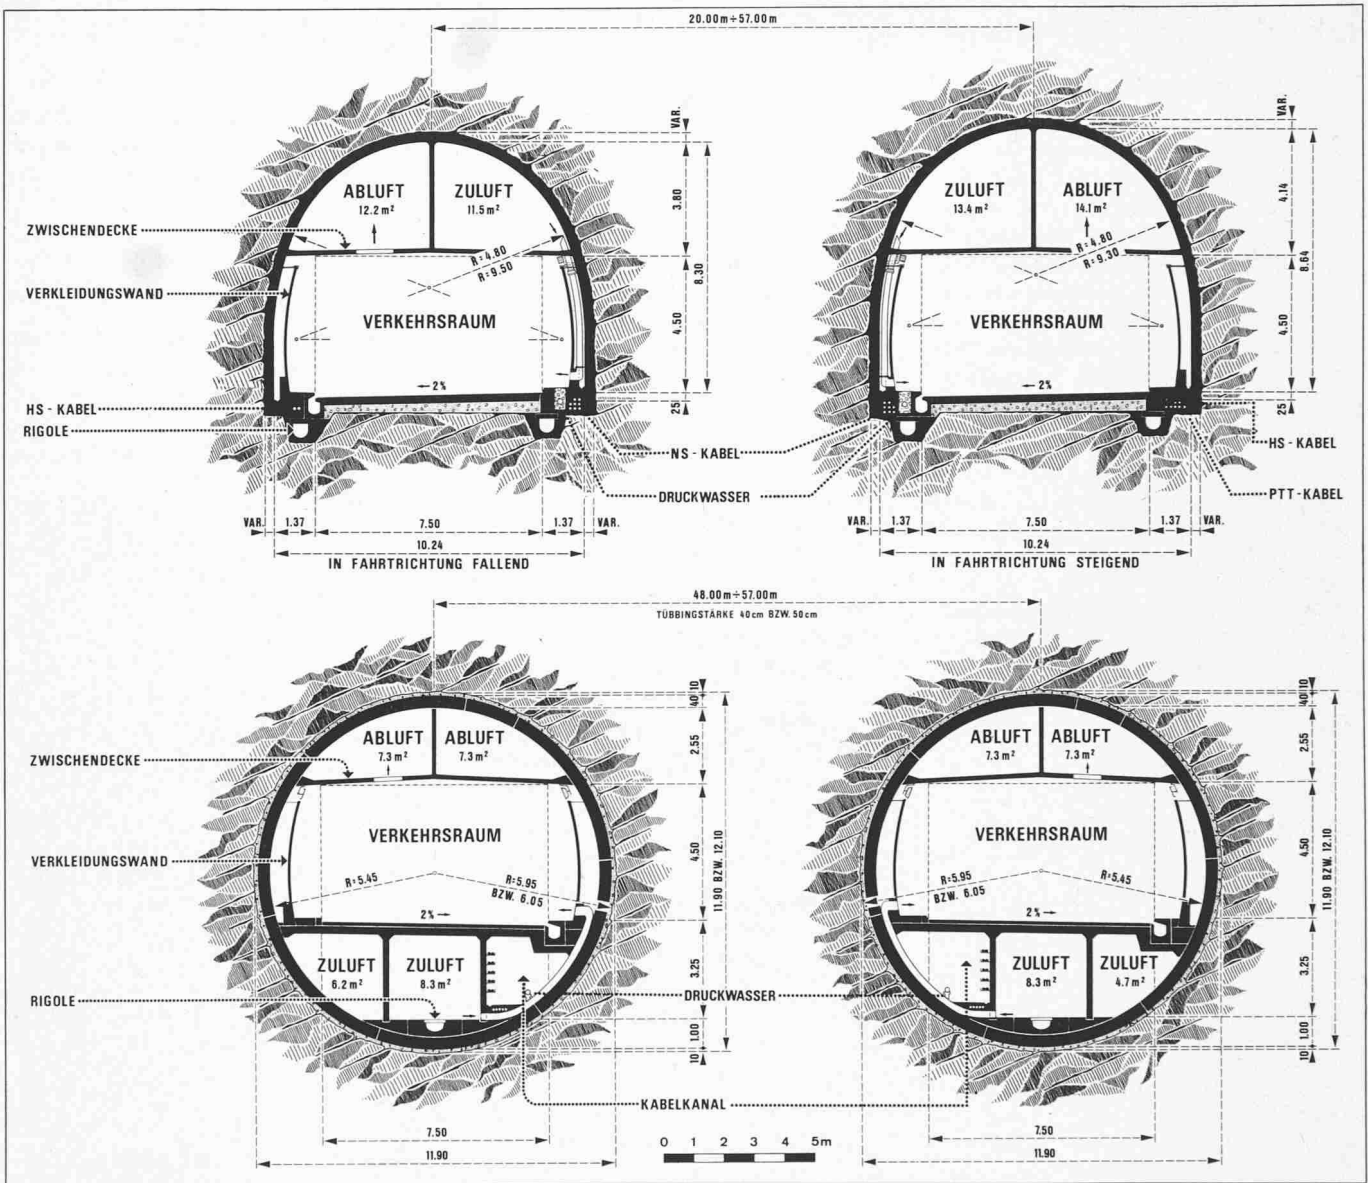 20.00m÷57.00m
VAR.
3.80
8.30
4.50
25
ABLUFT
12.2 m²
ZULUFT
11.5 m²
R=4.80
R=9.50
VERKEHRSRAUM
←2%
ZWISCHENDECKE
VERKLEIDUNGSWAND
HS - KABEL
RIGOLE
VAR.
1.37
7.50
1.37
VAR.
10.24
IN FAHRTRICHTUNG FALLEND
NS - KABEL
DRUCKWASSER
ZULUFT
13.4 m²
ABLUFT
14.1 m²
R=4.80
R=9.30
VERKEHRSRAUM
←2%
VAR.
4.14
8.64
4.50
25
HS - KABEL
PTT - KABEL
VAR.
1.37
7.50
1.37
VAR.
10.24
IN FAHRTRICHTUNG STEIGEND
48.00m÷57.00m
TÜBBINGSTÄRKE 40cm BZW. 50cm
ABLUFT
7.3 m²
ABLUFT
7.3 m²
ZWISCHENDECKE
VERKEHRSRAUM
VERKLEIDUNGSWAND
R=5.45
R=5.95
BZW. 6.05
2% →
ZULUFT
6.2 m²
ZULUFT
8.3 m²
RIGOLE
40 10
2.55
4.50
11.90 BZW. 12.10
3.25
1.00
10
DRUCKWASSER
KABELKANAL
7.50
11.90
0 1 2 3 4 5m
ABLUFT
7.3 m²
ABLUFT
7.3 m²
VERKEHRSRAUM
R=5.95
BZW. 6.05
R=5.45
2% →
ZULUFT
8.3 m²
ZULUFT
4.7 m²
40 10
2.55
4.50
11.90 BZW. 12.10
3.25
1.00
10
7.50
11.90